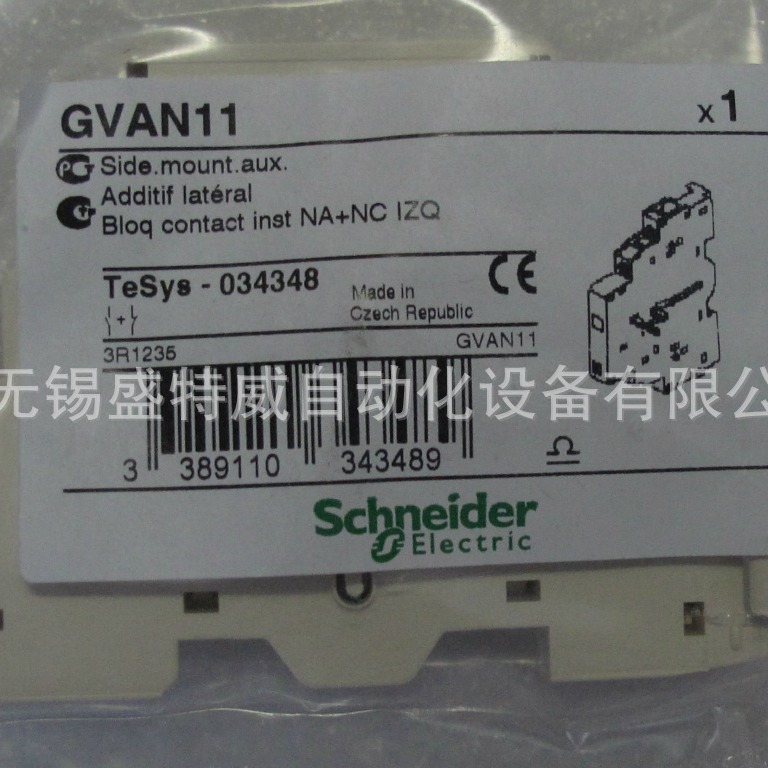 GVAN11
x1
Side.mount.aux.
Additif latéral
Bloq contact inst NA+NC IZQ
TeSys - 034348
Made in
Czech Republic
3R1235
GVAN11
无锡盛特威自动化设备有限公
3 389110 343489
Schneider
Electric